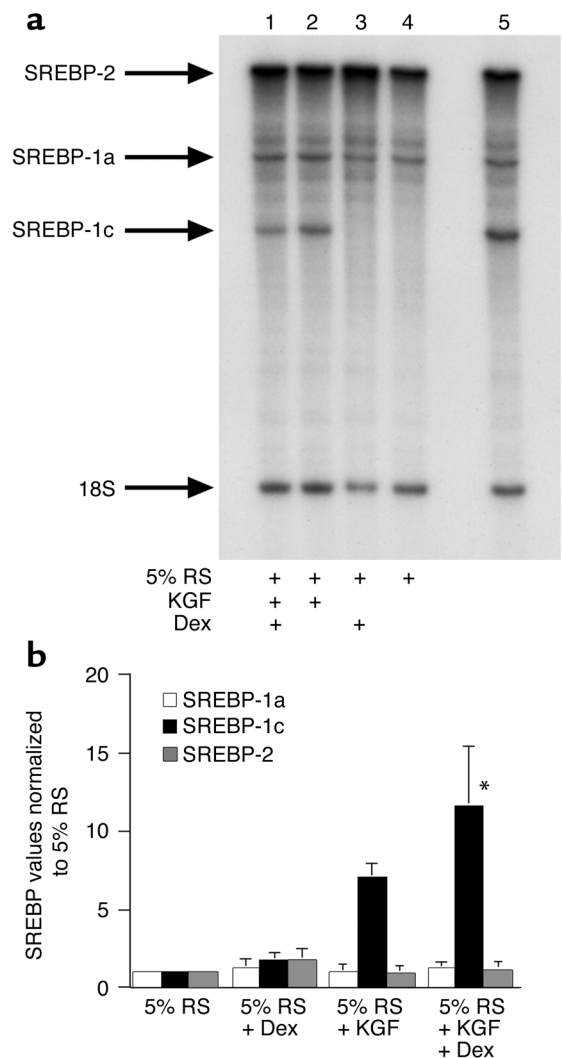 a
1 2 3 4 5
SREBP-2
SREBP-1a
SREBP-1c
18S
5% RS + + + +
KGF + +
Dex + +
b
SREBP values normalized
to 5% RS
20
15
10
5
0
SREBP-1a
SREBP-1c
SREBP-2
*
5% RS 5% RS 5% RS 5% RS
+ Dex + KGF + KGF
+ Dex